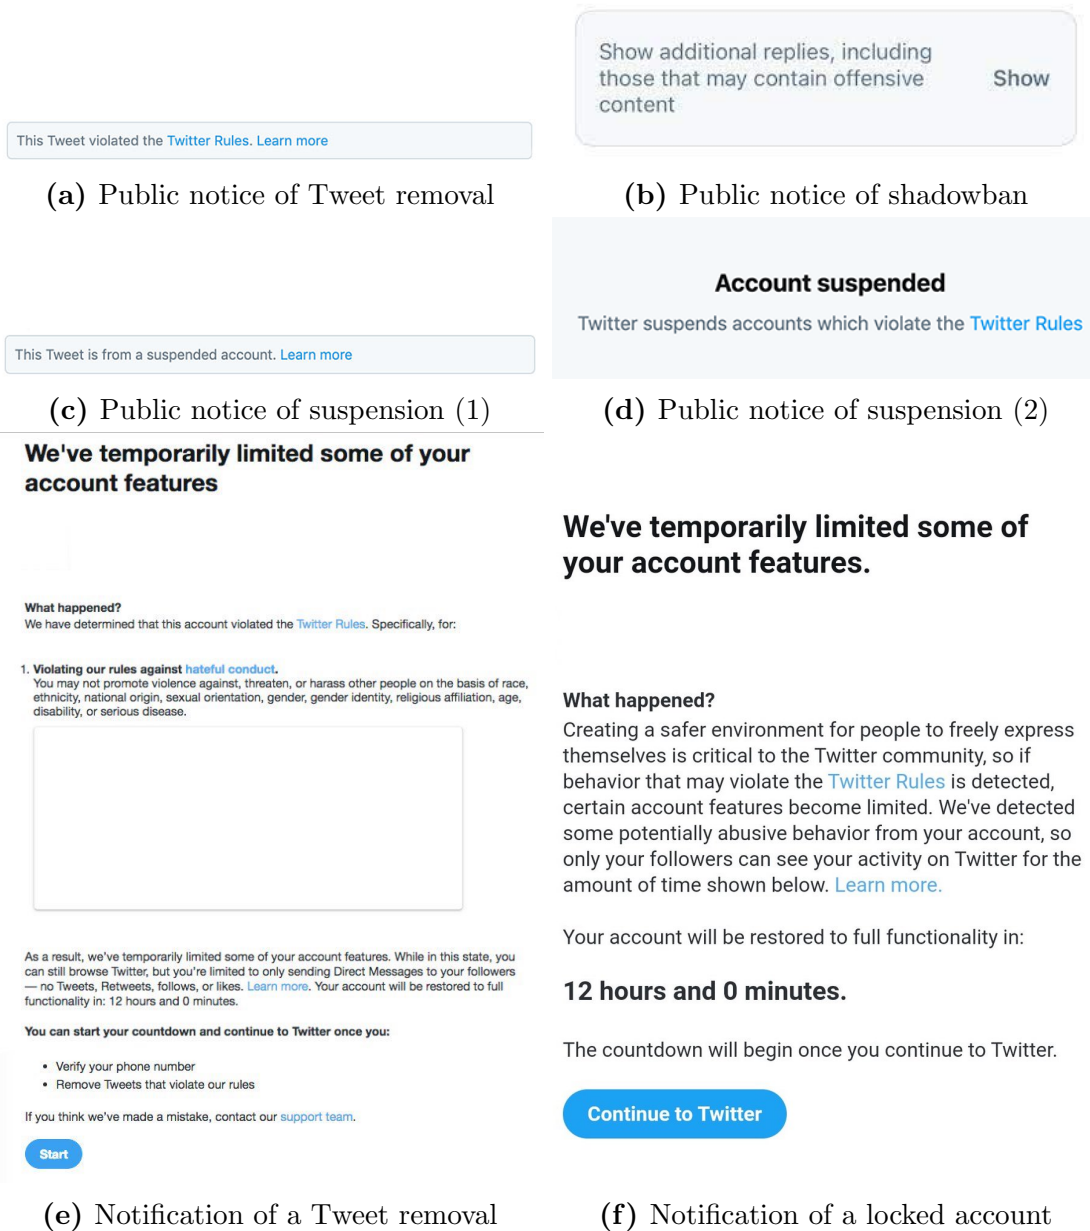 This Tweet violated the Twitter Rules. Learn more
(a) Public notice of Tweet removal
Show additional replies, including
those that may contain offensive
content
Show
(b) Public notice of shadowban
This Tweet is from a suspended account. Learn more
(c) Public notice of suspension (1)
Account suspended
Twitter suspends accounts which violate the Twitter Rules
(d) Public notice of suspension (2)
We've temporarily limited some of your
account features
What happened?
We have determined that this account violated the Twitter Rules. Specifically, for:
1. Violating our rules against hateful conduct.
You may not promote violence against, threaten, or harass other people on the basis of race,
ethnicity, national origin, sexual orientation, gender, gender identity, religious affiliation, age,
disability, or serious disease.
As a result, we've temporarily limited some of your account features. While in this state, you
can still browse Twitter, but you're limited to only sending Direct Messages to your followers
— no Tweets, Retweets, follows, or likes. Learn more. Your account will be restored to full
functionality in: 12 hours and 0 minutes.
You can start your countdown and continue to Twitter once you:
• Verify your phone number
• Remove Tweets that violate our rules
If you think we've made a mistake, contact our support team.
Start
(e) Notification of a Tweet removal
We've temporarily limited some of
your account features.
What happened?
Creating a safer environment for people to freely express
themselves is critical to the Twitter community, so if
behavior that may violate the Twitter Rules is detected,
certain account features become limited. We've detected
some potentially abusive behavior from your account, so
only your followers can see your activity on Twitter for the
amount of time shown below. Learn more.
Your account will be restored to full functionality in:
12 hours and 0 minutes.
The countdown will begin once you continue to Twitter.
Continue to Twitter
(f) Notification of a locked account